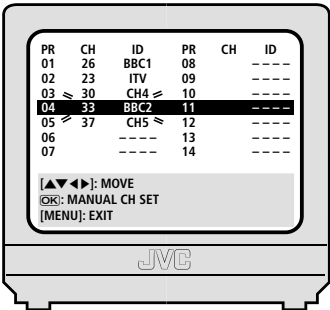 PR CH ID PR CH ID
01 26 BBC1 08 ----
02 23 ITV 09 ----
03 30 CH4 10 ----
04 33 BBC2 11 ----
05 37 CH5 12 ----
06 ---- 13 ----
07 ---- 14 ----
[▲▼◀▶]: MOVE
OK: MANUAL CH SET
[MENU]: EXIT
JVC